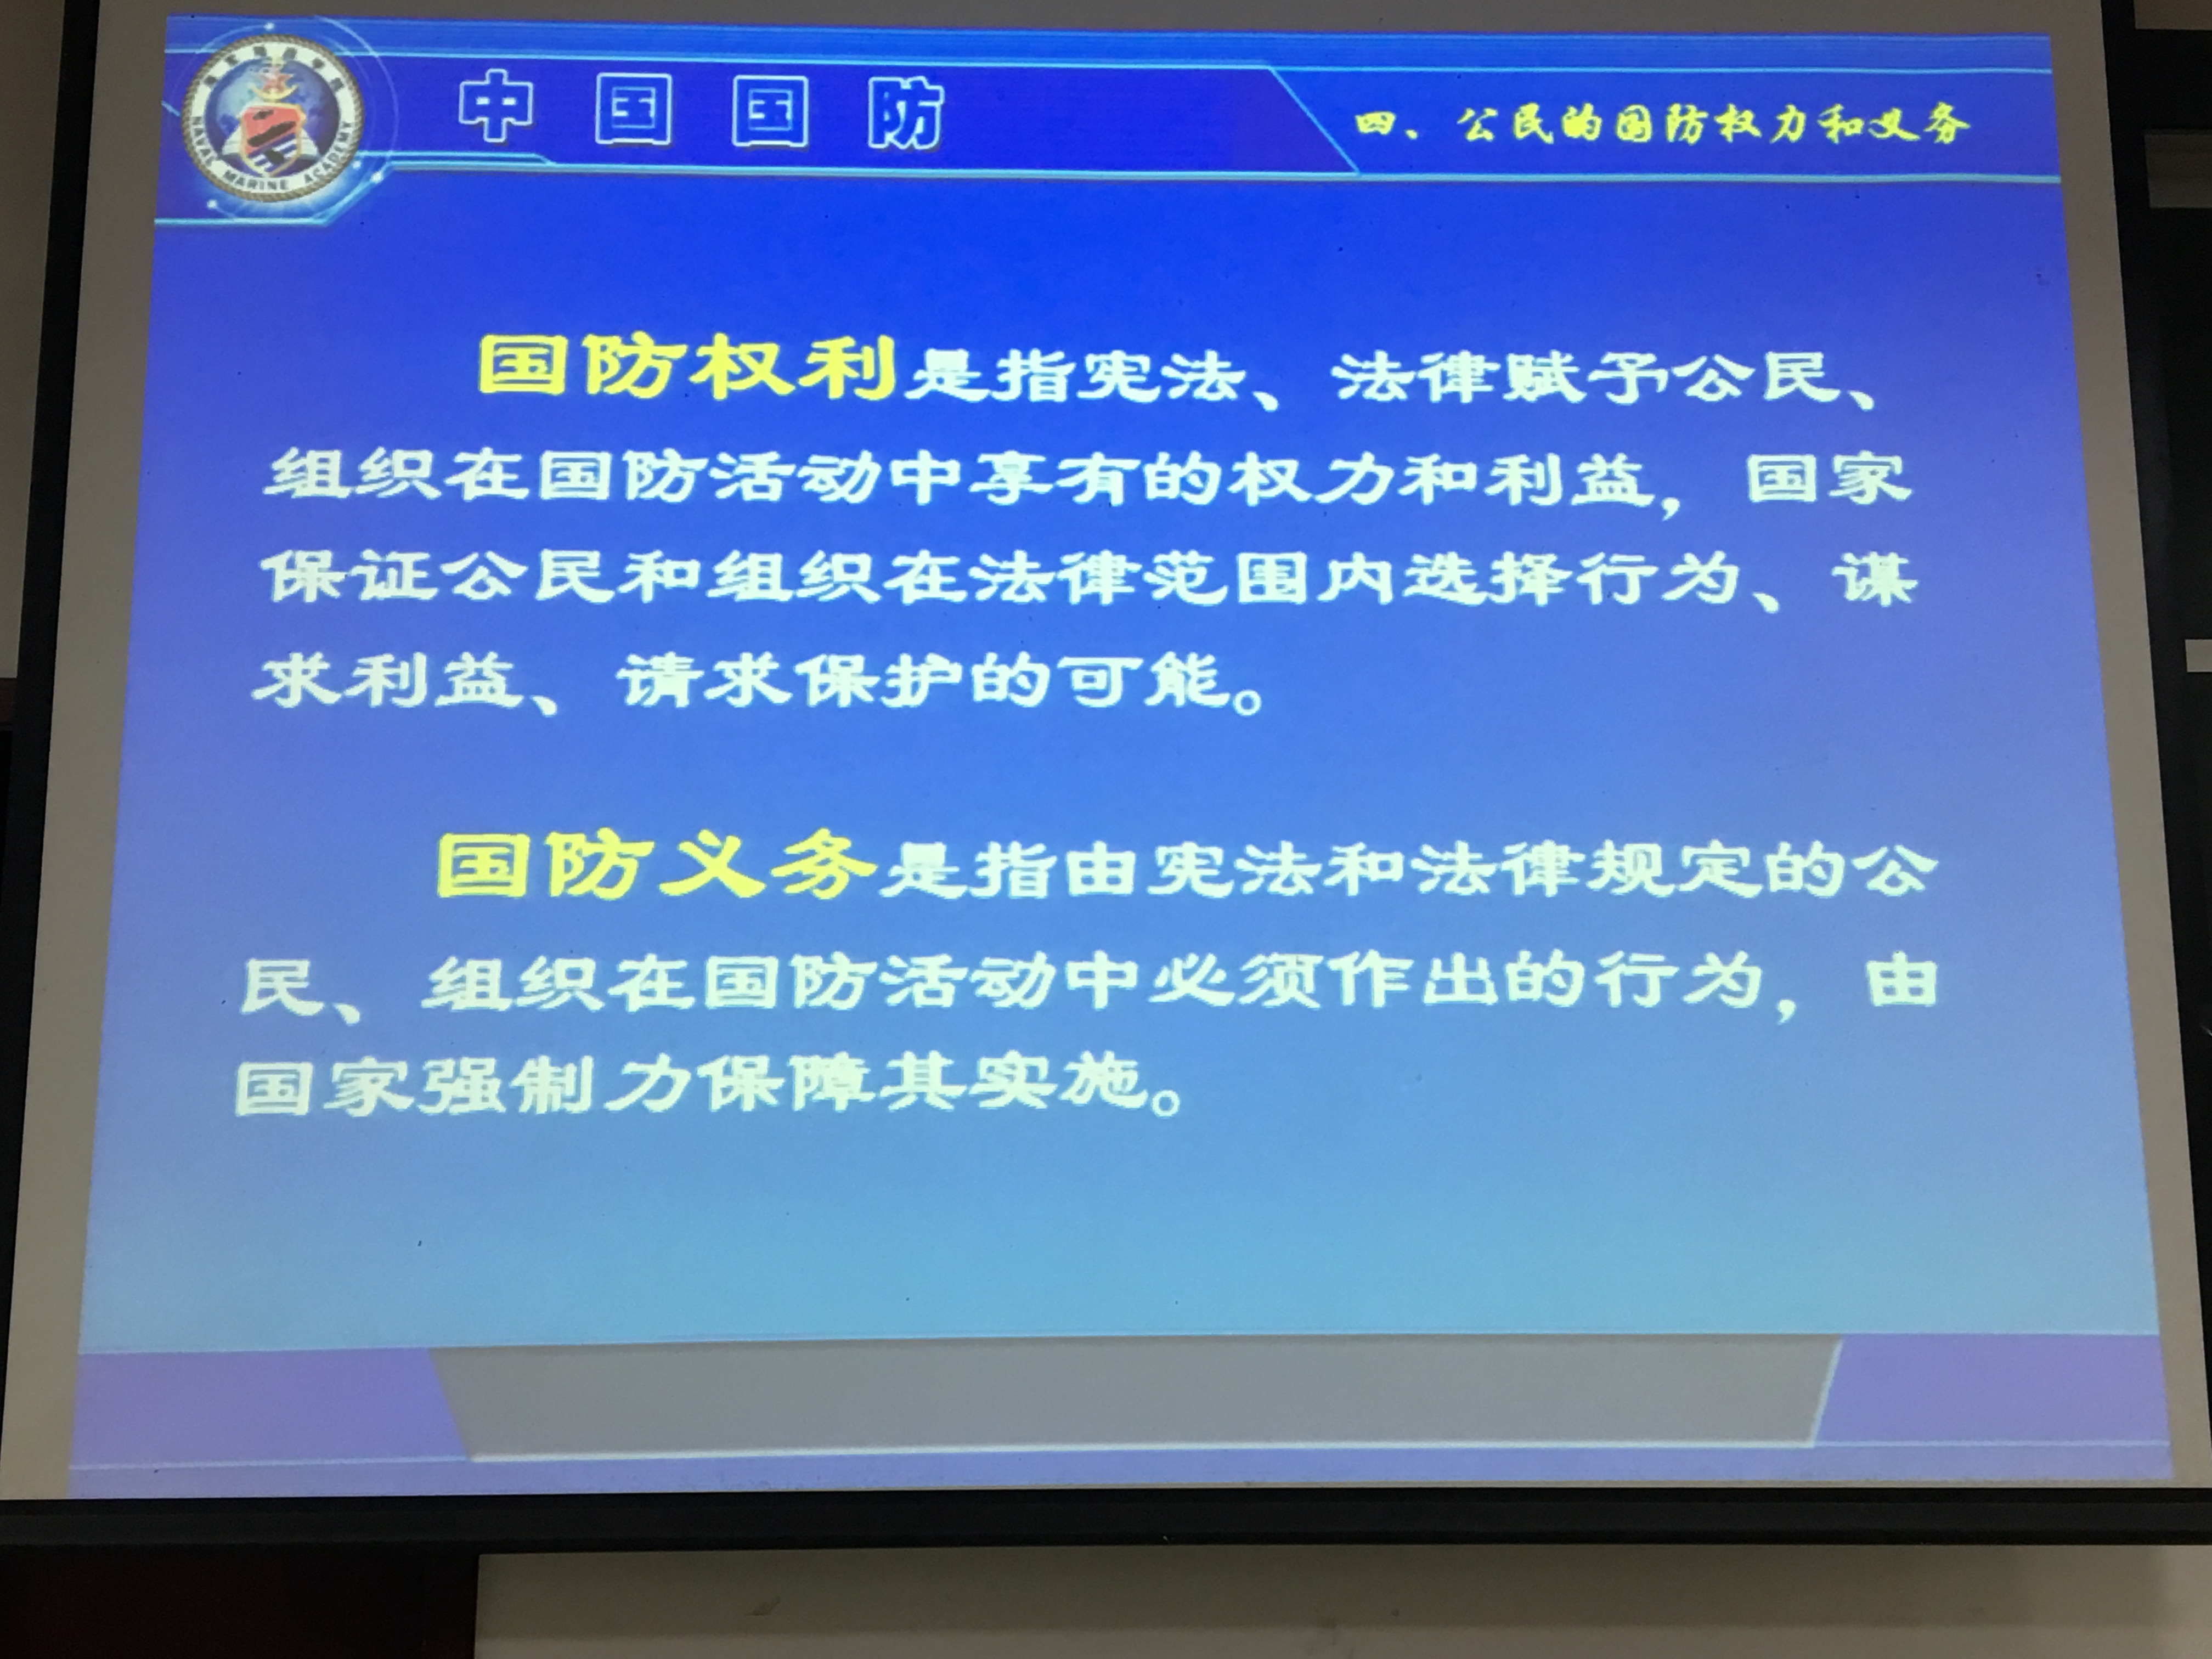 中国国防
四、公民的国防权力和义务
NAVAL MARINE ACADEMY
国防权利是指宪法、法律赋予公民、
组织在国防活动中享有的权力和利益，国家
保证公民和组织在法律范围内选择行为、谋
求利益、请求保护的可能。
国防义务是指由宪法和法律规定的公
民、组织在国防活动中必须作出的行为，由
国家强制力保障其实施。